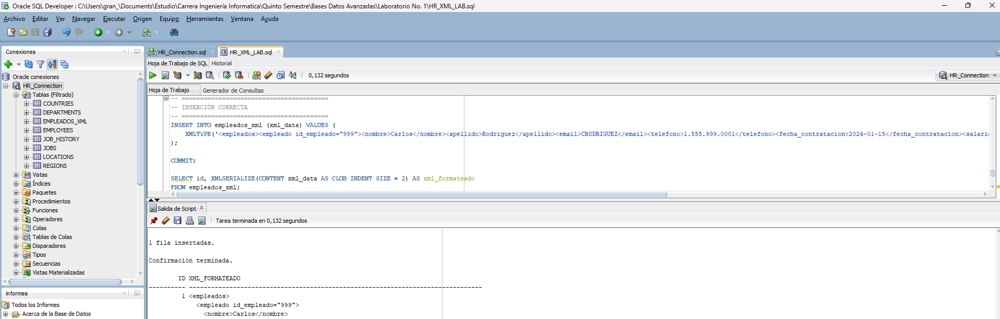 Oracle SQL Developer : C:\Users\gran_\Documents\Estudio\Carrera Ingeniería Informatica\Quinto Semestre\Bases Datos Avanzadas\Laboratorio No. 1\HR_XML_LAB.sql
Archivo Editar Ver Navegar Ejecutar Origen Equipo Herramientas Ventana Ayuda
Conexiones
Oracle conexiones
HR_Connection
Tablas (Filtrado)
COUNTRIES
DEPARTMENTS
EMPLEADOS_XML
EMPLOYEES
JOB_HISTORY
JOBS
LOCATIONS
REGIONS
Vistas
Índices
Paquetes
Procedimientos
Funciones
Operadores
Colas
Tablas de Colas
Disparadores
Tipos
Secuencias
Vistas Materializadas
Informes
Todos los Informes
Acerca de la Base de Datos
HR_Connection.sql HR_XML_LAB.sql
Hoja de Trabajo de SQL Historial
0,132 segundos HR_Connection
Hoja de Trabajo Generador de Consultas
-- ========================================
-- INSERCIÓN CORRECTA
-- ========================================
INSERT INTO empleados_xml (xml_data) VALUES (
XMLTYPE('<empleados><empleado id_empleado="999"><nombre>Carlos</nombre><apellido>Rodriguez</apellido><email>CRODRIGUEZ</email><telefono>1.555.999.0001</telefono><fecha_contratacion>2024-01-15</fecha_contratacion><salari
);
COMMIT;
SELECT id, XMLSERIALIZE(CONTENT xml_data AS CLOB INDENT SIZE = 2) AS xml_formateado
FROM empleados_xml;
Salida de Script
Tarea terminada en 0,132 segundos
1 fila insertadas.
Confirmación terminada.
ID XML_FORMATEADO
---------- --------------------------------------------------------------------------------
1 <empleados>
<empleado id_empleado="999">
<nombre>Carlos</nombre>